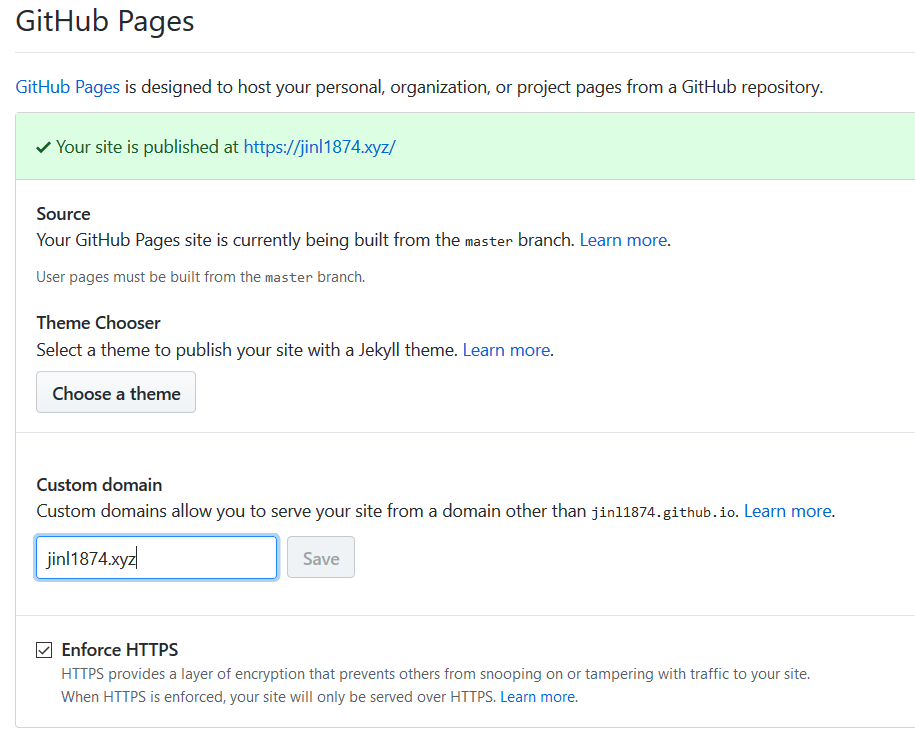 GitHub Pages
GitHub Pages is designed to host your personal, organization, or project pages from a GitHub repository.
✔ Your site is published at https://jinl1874.xyz/
Source
Your GitHub Pages site is currently being built from the master branch. Learn more.
User pages must be built from the master branch.
Theme Chooser
Select a theme to publish your site with a Jekyll theme. Learn more.
Choose a theme
Custom domain
Custom domains allow you to serve your site from a domain other than jinl1874.github.io. Learn more.
jinl1874.xyz
Save
Enforce HTTPS
HTTPS provides a layer of encryption that prevents others from snooping on or tampering with traffic to your site.
When HTTPS is enforced, your site will only be served over HTTPS. Learn more.